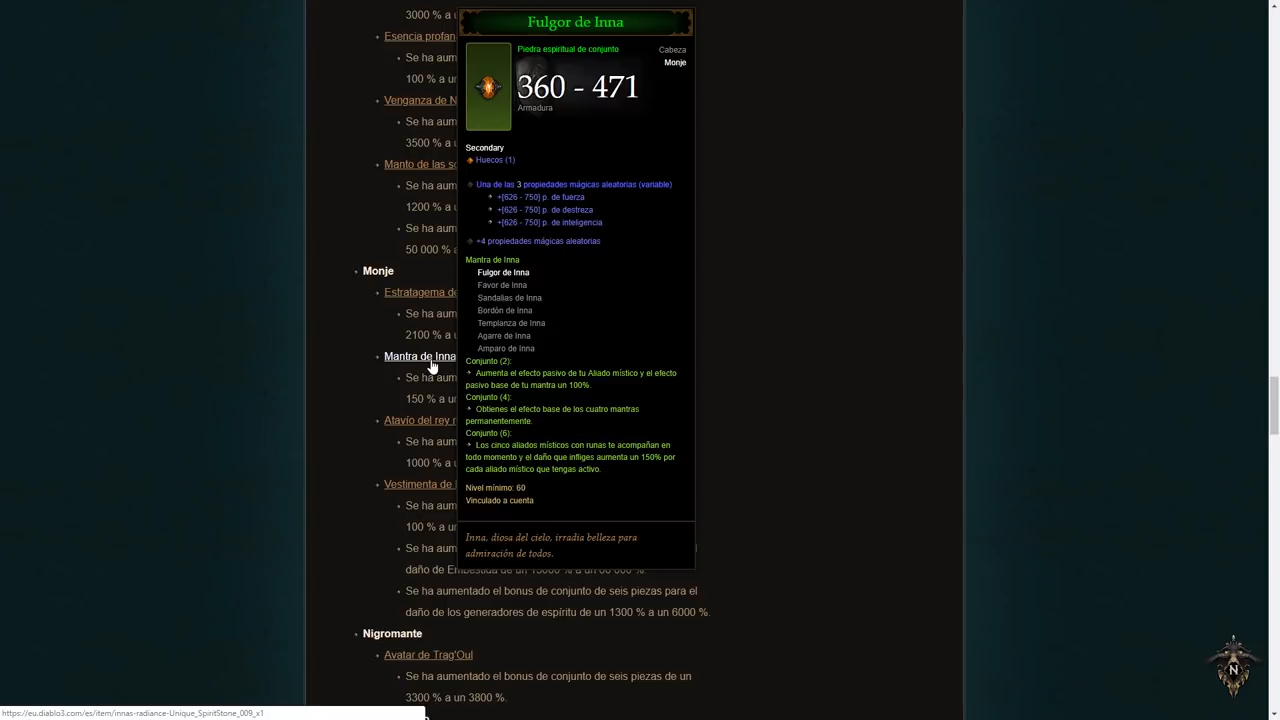 3000 %
Esencia profan
Se ha aum
100 % a u
Venganza de N
Se ha aum
3500 % a
Manto de las so
Se ha aum
1200 % a
Se ha aum
50 000 % a
Monje
Estratagema de
Se ha aum
2100 % a
Mantra de Inna
Se ha aum
150 % a u
Atavío del rey
Se ha aum
1000 % a
Vestimenta de
Se ha aum
100 % a un
Se ha aum
daño de Embestida de un
Se ha aumentado el bonus de conjunto de seis piezas para el
daño de los generadores de espíritu de un 1300 % a un 6000 %.
Nigromante
Avatar de Trag'Oul
Se ha aumentado el bonus de conjunto de seis piezas de un
3300 % a un 3800 %.
Fulgor de Inna
Piedra espiritual de conjunto
Cabeza
Monje
360 - 471
Armadura
Secondary
Huecos (1)
Una de las 3 propiedades mágicas aleatorias (variable)
+[626 - 750] p. de fuerza
+[626 - 750] p. de destreza
+[626 - 750] p. de inteligencia
+4 propiedades mágicas aleatorias
Mantra de Inna
Fulgor de Inna
Favor de Inna
Sandalias de Inna
Bordón de Inna
Templanza de Inna
Agarre de Inna
Amparo de Inna
Conjunto (2):
Aumenta el efecto pasivo de tu Aliado místico y el efecto
pasivo base de tu mantra un 100%.
Conjunto (4):
Obtienes el efecto base de los cuatro mantras
permanentemente.
Conjunto (6):
Los cinco aliados místicos con runas te acompañan en
todo momento y el daño que infliges aumenta un 150% por
cada aliado místico que tengas activo.
Nivel mínimo: 60
Vinculado a cuenta
Inna, diosa del cielo, irradia belleza para
admiración de todos.
N
https://eu.diablo3.com/es/item/innas-radiance-Unique_SpiritStone_009_x1